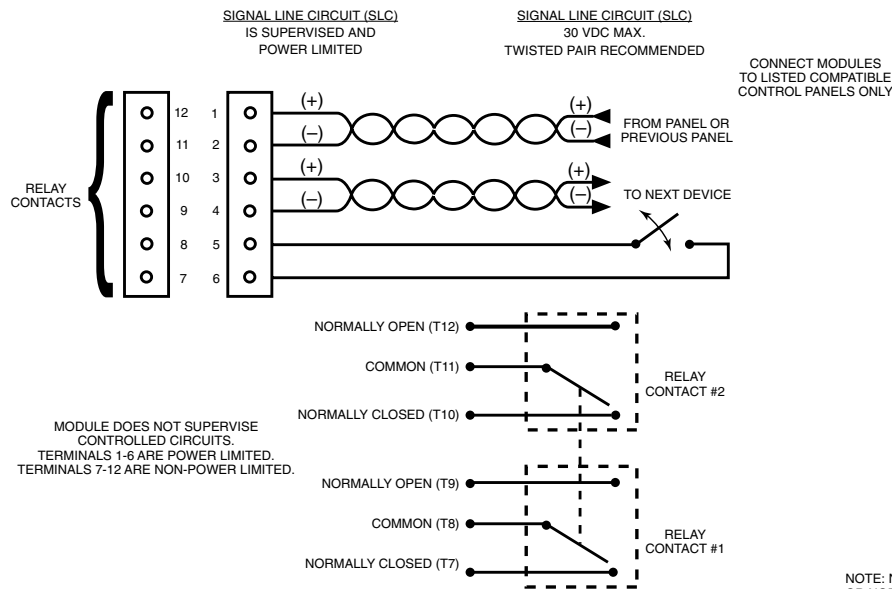 SIGNAL LINE CIRCUIT (SLC)
IS SUPERVISED AND
POWER LIMITED
SIGNAL LINE CIRCUIT (SLC)
30 VDC MAX.
TWISTED PAIR RECOMMENDED
CONNECT MODULES
TO LISTED COMPATIBLE
CONTROL PANELS ONLY
RELAY
CONTACTS
12 1 (+) (+)
11 2 (–) (–)
FROM PANEL OR
PREVIOUS PANEL
10 3 (+) (+)
9 4 (–) (–)
TO NEXT DEVICE
8 5
7 6
NORMALLY OPEN (T12)
COMMON (T11)
NORMALLY CLOSED (T10)
RELAY
CONTACT #2
MODULE DOES NOT SUPERVISE
CONTROLLED CIRCUITS.
TERMINALS 1-6 ARE POWER LIMITED.
TERMINALS 7-12 ARE NON-POWER LIMITED.
NORMALLY OPEN (T9)
COMMON (T8)
NORMALLY CLOSED (T7)
RELAY
CONTACT #1
NOTE: